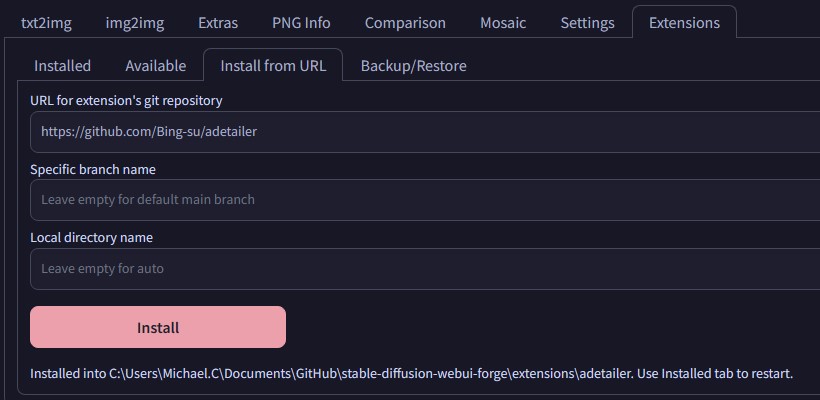 txt2img img2img Extras PNG Info Comparison Mosaic Settings Extensions
Installed Available Install from URL Backup/Restore
URL for extension's git repository
https://github.com/Bing-su/adetailer
Specific branch name
Leave empty for default main branch
Local directory name
Leave empty for auto
Install
Installed into C:\Users\Michael.C\Documents\GitHub\stable-diffusion-webui-forge\extensions\adetailer. Use Installed tab to restart.